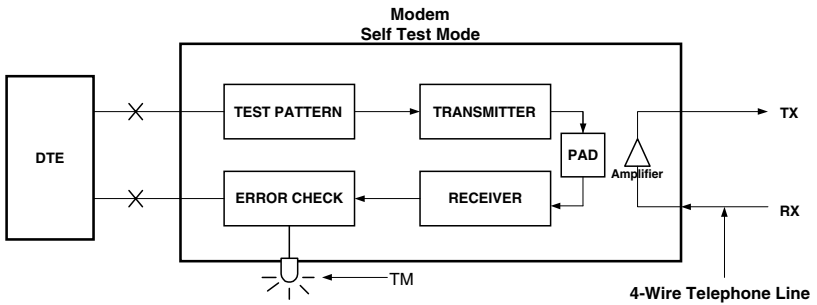 Modem
Self Test Mode
TEST PATTERN
TRANSMITTER
TX
DTE
PAD
Amplifier
ERROR CHECK
RECEIVER
RX
TM
4-Wire Telephone Line